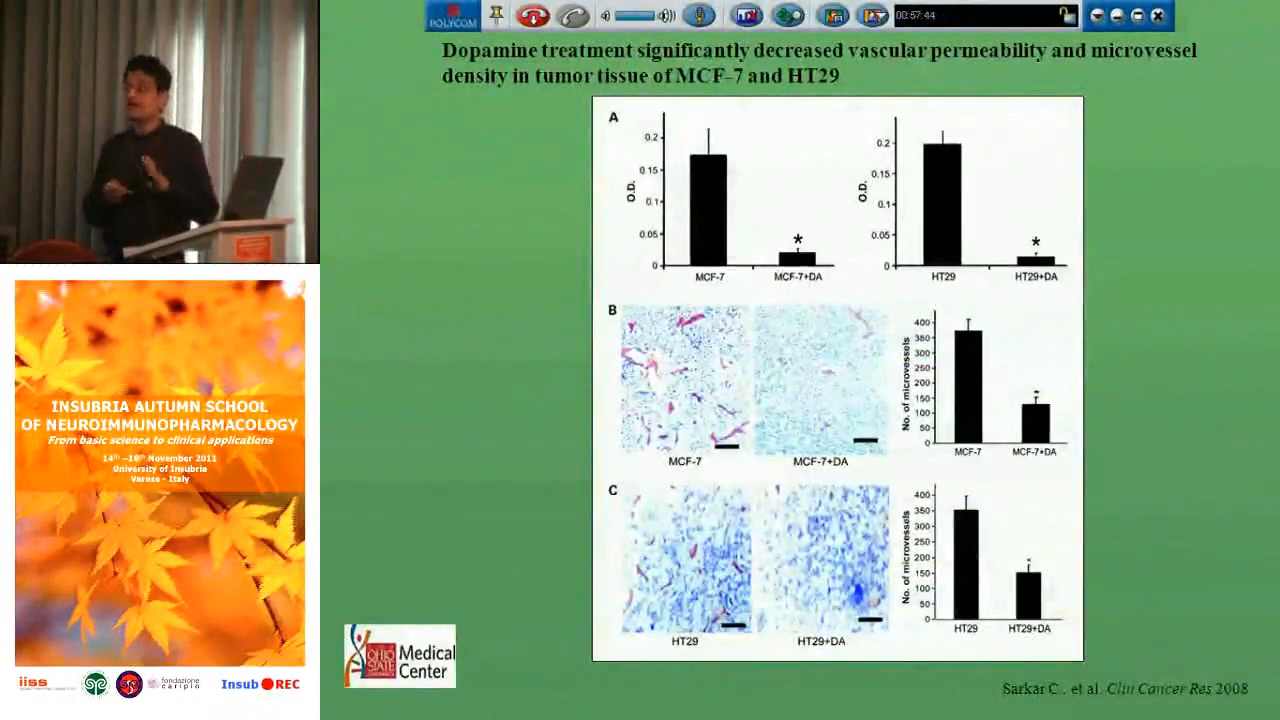 POLYCOM
00:57:44
Dopamine treatment significantly decreased vascular permeability and microvessel
density in tumor tissue of MCF-7 and HT29
A
O.D.
0.2
0.15
0.1
0.05
0
MCF-7
MCF-7+DA
*
O.D.
0.2
0.15
0.1
0.05
0
HT29
HT29+DA
*
B
MCF-7
MCF-7+DA
No. of microvessels
400
350
300
250
200
150
100
50
0
MCF-7
MCF-7+DA
*
C
HT29
HT29+DA
No. of microvessels
400
350
300
250
200
150
100
50
0
HT29
HT29+DA
*
INSUBRIA AUTUMN SCHOOL
OF NEUROIMMUNOPHARMACOLOGY
From basic science to clinical applications
14th -18th November 2011
University of Insubria
Varese - Italy
iiss
fondazione
cariplo
Insub REC
OHIO
STATE
Medical
Center
Sarkar C., et al. Clin Cancer Res 2008